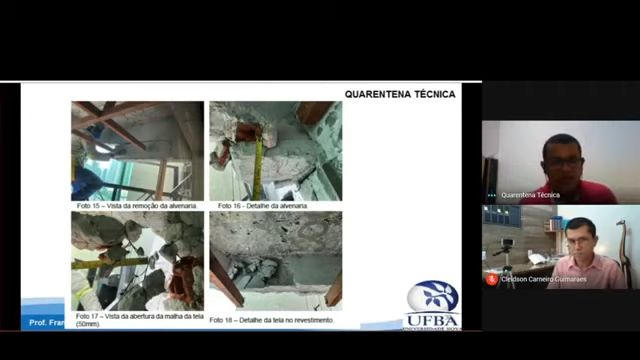 QUARENTENA TÉCNICA
Foto 15 – Vista da remoção da alvenaria.
Foto 16 - Detalhe da alvenaria.
Foto 17 – Vista da abertura da malha da tela
(50mm).
Foto 18 – Detalhe da tela no revestimento.
Prof. Fran
UFBA
Quarentena Técnica
Cleidson Carneiro Guimaraes